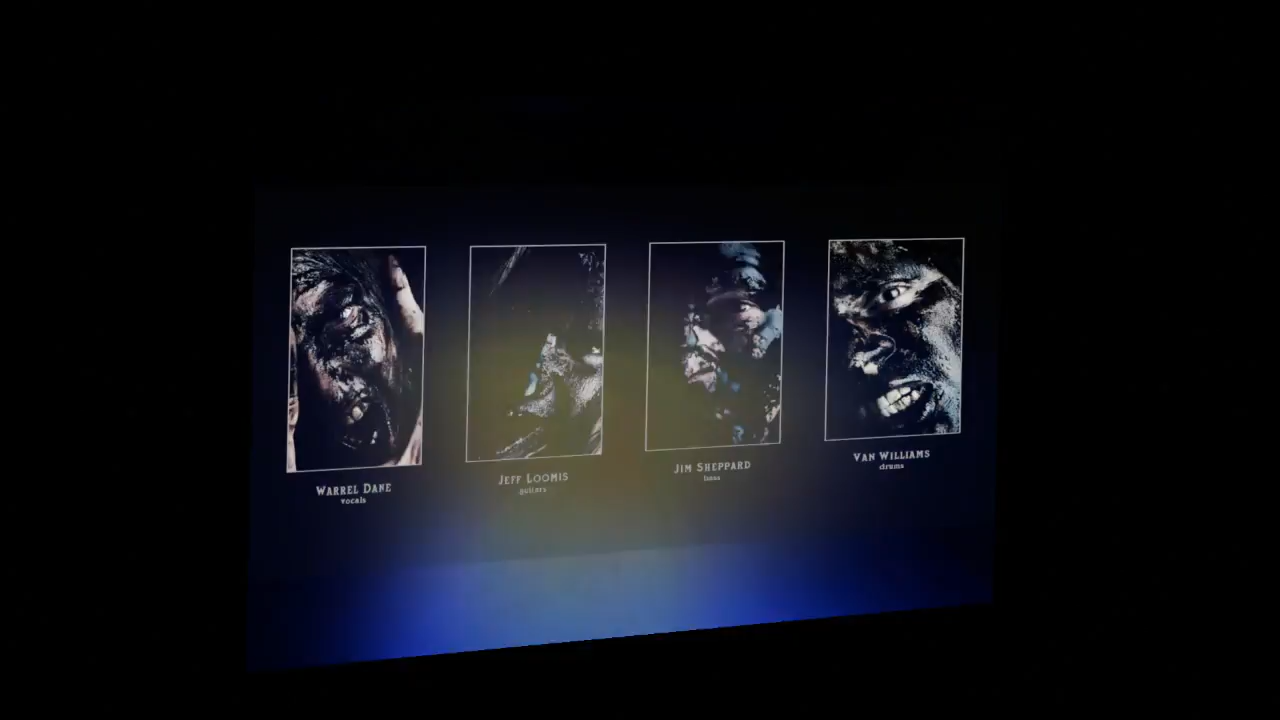 Warrel Dane
vocals
Jeff Loomis
guitars
Jim Sheppard
bass
Van Williams
drums